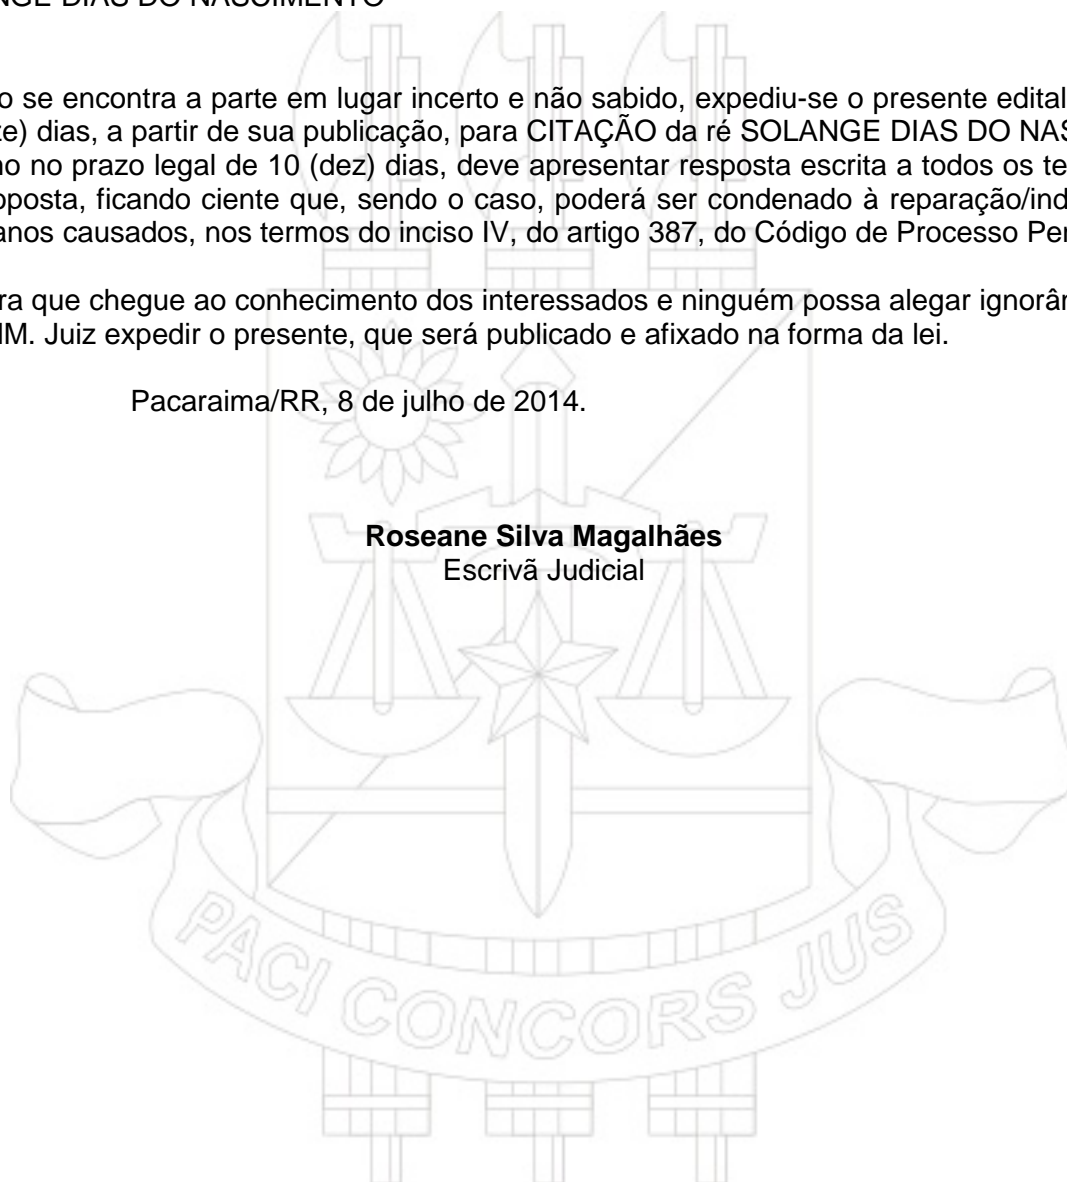 NGE DIAS DO NASCIMENTO
o se encontra a parte em lugar incerto e não sabido, expediu-se o presente edital
e) dias, a partir de sua publicação, para CITAÇÃO da ré SOLANGE DIAS DO NAS
no no prazo legal de 10 (dez) dias, deve apresentar resposta escrita a todos os te
oposta, ficando ciente que, sendo o caso, poderá ser condenado à reparação/ind
anos causados, nos termos do inciso IV, do artigo 387, do Código de Processo Pe
ra que chegue ao conhecimento dos interessados e ninguém possa alegar ignorân
M. Juiz expedir o presente, que será publicado e afixado na forma da lei.
Pacaraima/RR, 8 de julho de 2014.
Roseane Silva Magalhães
Escrivã Judicial
PACI CONCORS JUS